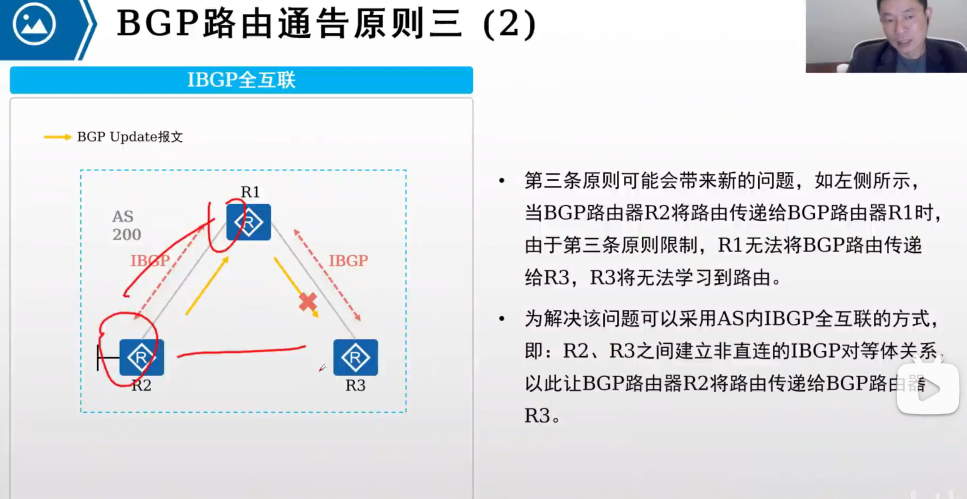 BGP路由通告原则三 (2)
IBGP全互联
BGP Update报文
R1
AS
200
IBGP
IBGP
R
R
R
R2
R3
• 第三条原则可能会带来新的问题，如左侧所示，
当BGP路由器R2将路由传递给BGP路由器R1时，
由于第三条原则限制，R1无法将BGP路由传递
给R3，R3将无法学习到路由。
• 为解决该问题可以采用AS内IBGP全互联的方式，
即：R2、R3之间建立非直连的IBGP对等体关系，
以此让BGP路由器R2将路由传递给BGP路由器
R3。